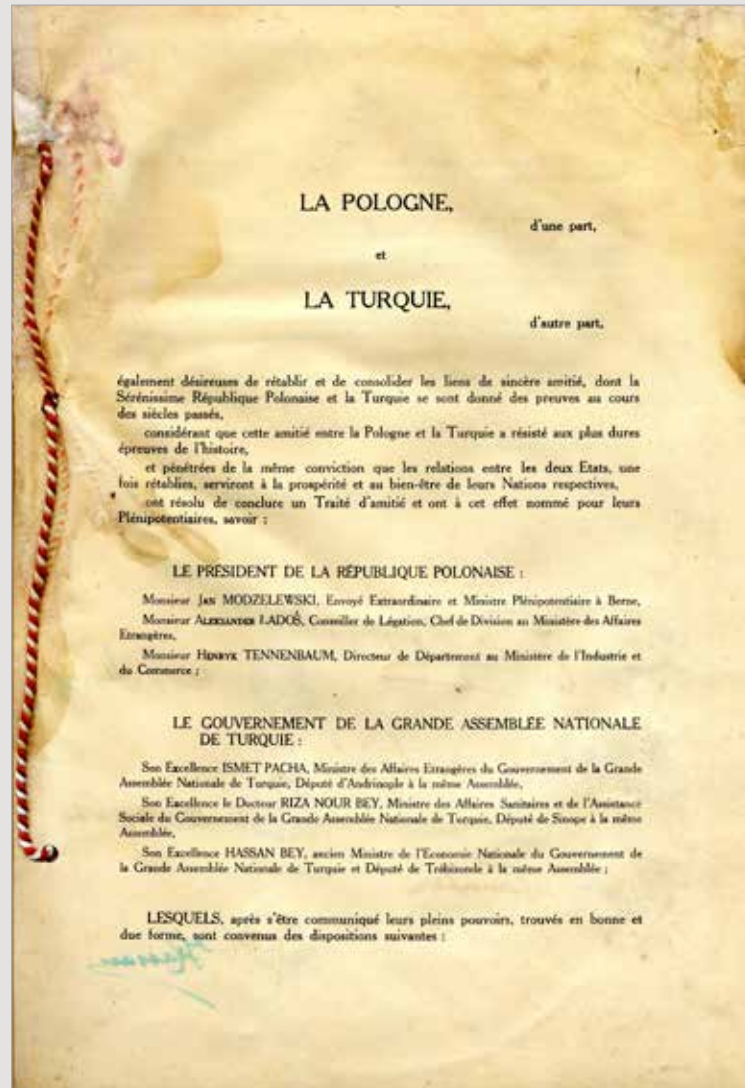 LA POLOGNE,
d'une part,
et
LA TURQUIE,
d'autre part,
également désireuses de rétablir et de consolider les liens de sincère amitié, dont la
Sérénissime République Polonaise et la Turquie se sont donné des preuves au cours
des siècles passés,
considérant que cette amitié entre la Pologne et la Turquie a résisté aux plus dures
épreuves de l'histoire,
et pénétrées de la même conviction que les relations entre les deux Etats, une
fois rétablies, serviront à la prospérité et au bien-être de leurs Nations respectives,
ont résolu de conclure un Traité d'amitié et ont à cet effet nommé pour leurs
Plénipotentiaires, savoir :
LE PRÉSIDENT DE LA RÉPUBLIQUE POLONAISE :
Monsieur JAN MODZELEWSKI, Envoyé Extraordinaire et Ministre Plénipotentiaire à Berne,
Monsieur ALEKSANDER ŁADOŚ, Conseiller de Légation, Chef de Division au Ministère des Affaires
Etrangères,
Monsieur HENRYK TENNENBAUM, Directeur de Département au Ministère de l'Industrie et
du Commerce ;
LE GOUVERNEMENT DE LA GRANDE ASSEMBLÉE NATIONALE
DE TURQUIE :
Son Excellence ISMET PACHA, Ministre des Affaires Etrangères du Gouvernement de la Grande
Assemblée Nationale de Turquie, Député d'Andrinople à la même Assemblée,
Son Excellence le Docteur RIZA NOUR BEY, Ministre des Affaires Sanitaires et de l'Assistance
Sociale du Gouvernement de la Grande Assemblée Nationale de Turquie, Député de Sinope à la même
Assemblée,
Son Excellence HASSAN BEY, ancien Ministre de l'Economie Nationale du Gouvernement de
la Grande Assemblée Nationale de Turquie et Député de Trébizonde à la même Assemblée ;
LESQUELS, après s'être communiqué leurs pleins pouvoirs, trouvés en bonne et
due forme, sont convenus des dispositions suivantes :